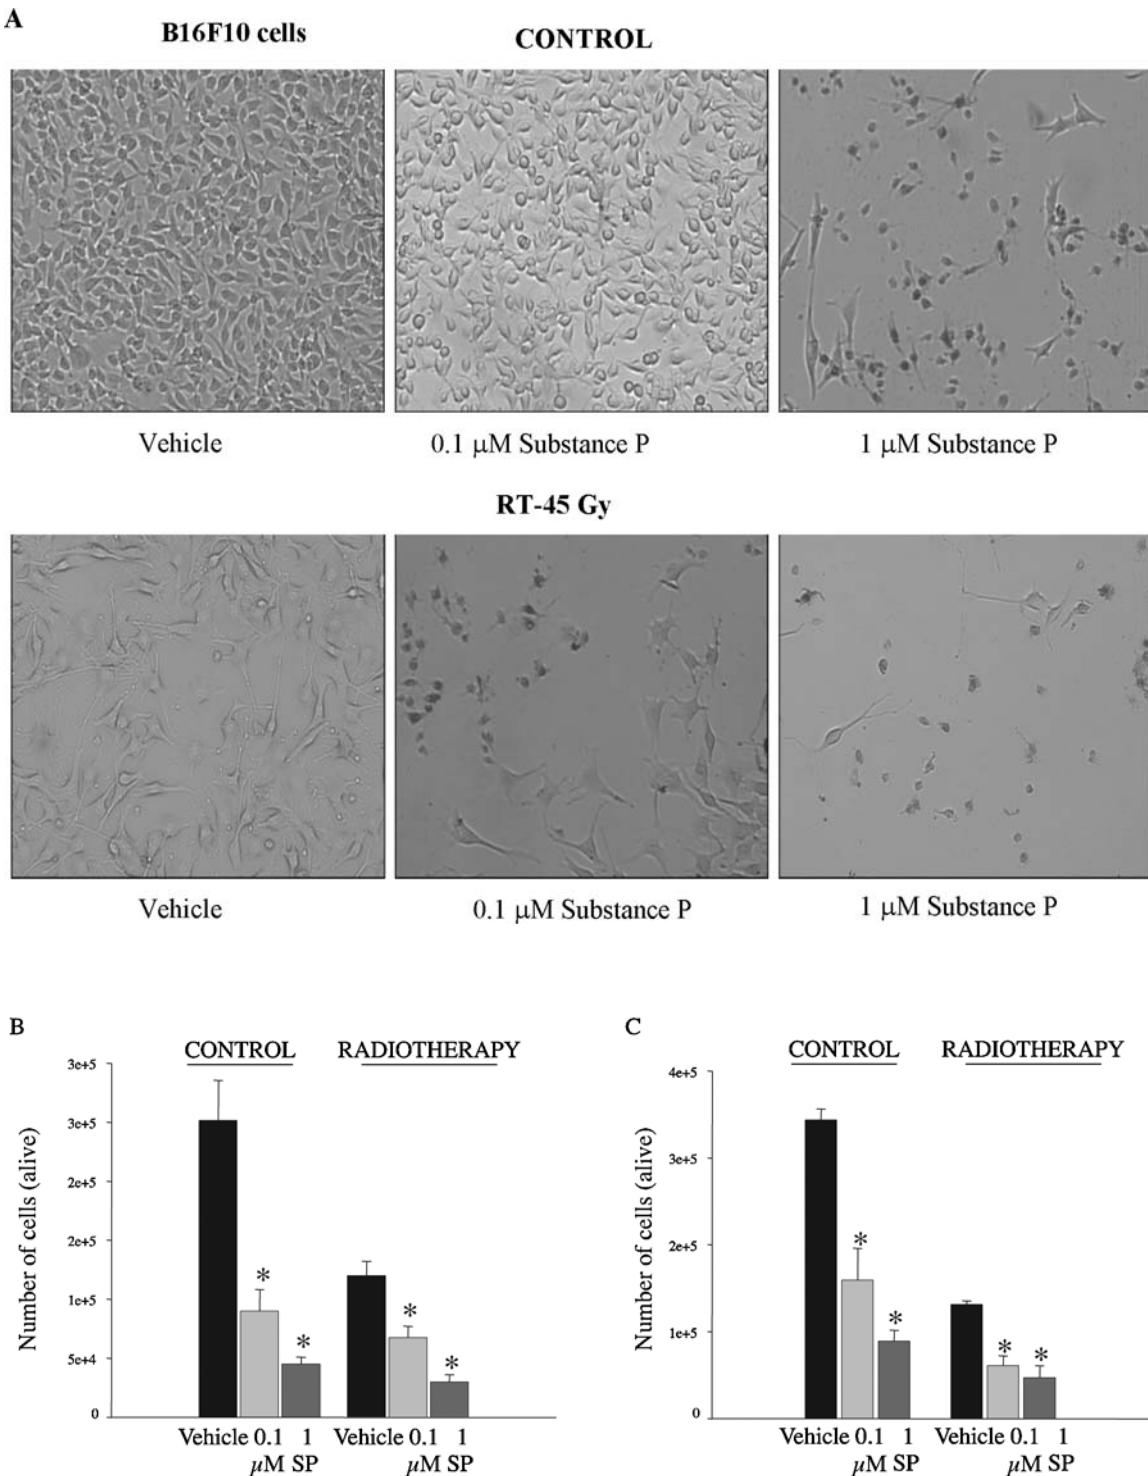 A
B16F10 cells
CONTROL
Vehicle
0.1 μM Substance P
1 μM Substance P
RT-45 Gy
Vehicle
0.1 μM Substance P
1 μM Substance P
B
CONTROL
RADIOTHERAPY
Number of cells (alive)
3e+5
3e+5
2e+5
2e+5
1e+5
5e+4
0
*
*
*
*
Vehicle 0.1 1
Vehicle 0.1 1
μM SP
μM SP
C
CONTROL
RADIOTHERAPY
Number of cells (alive)
4e+5
3e+5
2e+5
1e+5
0
*
*
*
*
Vehicle 0.1 1
Vehicle 0.1 1
μM SP
μM SP